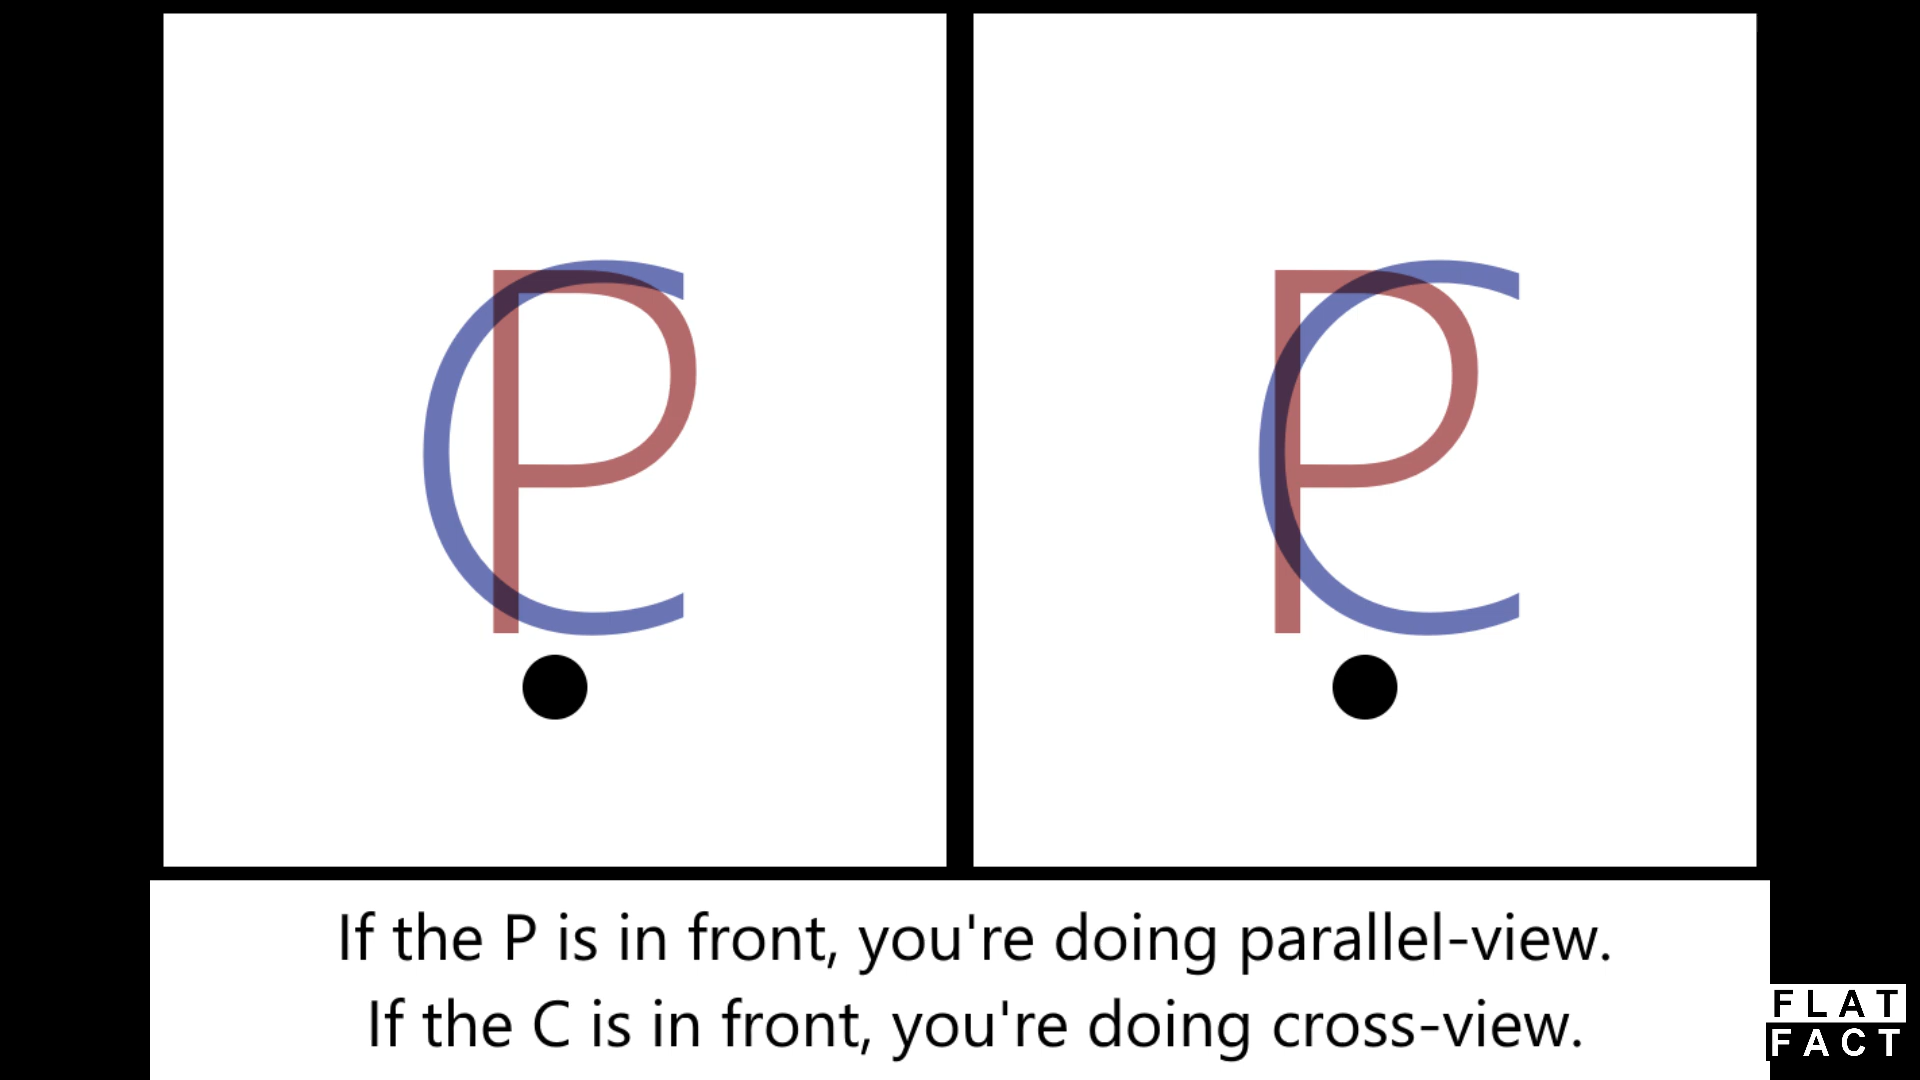 C P
P C
If the P is in front, you're doing parallel-view.
If the C is in front, you're doing cross-view.
FLAT
FACT